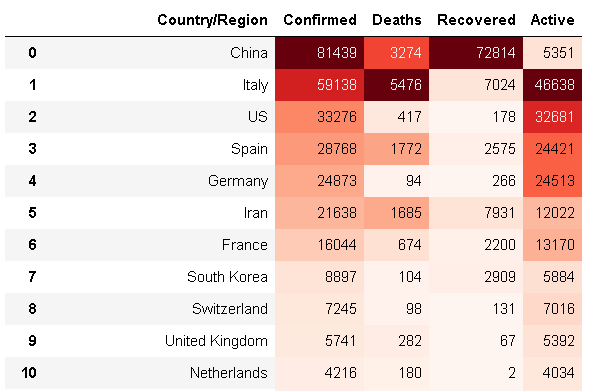 Country/Region Confirmed Deaths Recovered Active
0 China 81439 3274 72814 5351
1 Italy 59138 5476 7024 46638
2 US 33276 417 178 32681
3 Spain 28768 1772 2575 24421
4 Germany 24873 94 266 24513
5 Iran 21638 1685 7931 12022
6 France 16044 674 2200 13170
7 South Korea 8897 104 2909 5884
8 Switzerland 7245 98 131 7016
9 United Kingdom 5741 282 67 5392
10 Netherlands 4216 180 2 4034